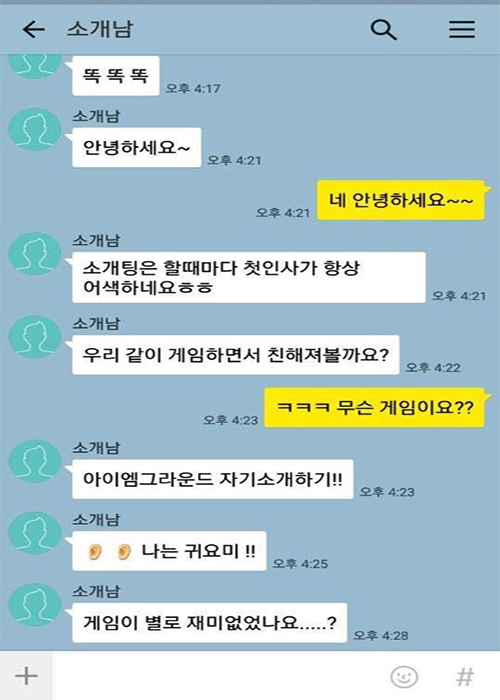 소개남
똑 똑 똑
오후 4:17
소개남
안녕하세요~
오후 4:21
네 안녕하세요~~
오후 4:21
소개남
소개팅은 할때마다 첫인사가 항상
어색하네요ㅎㅎ
오후 4:21
소개남
우리 같이 게임하면서 친해져볼까요?
오후 4:22
ㅋㅋㅋ 무슨 게임이요??
오후 4:23
소개남
아이엠그라운드 자기소개하기!!
오후 4:23
소개남
👂 👂 나는 귀요미 !!
오후 4:25
소개남
게임이 별로 재미없었나요.....?
오후 4:28
+
#